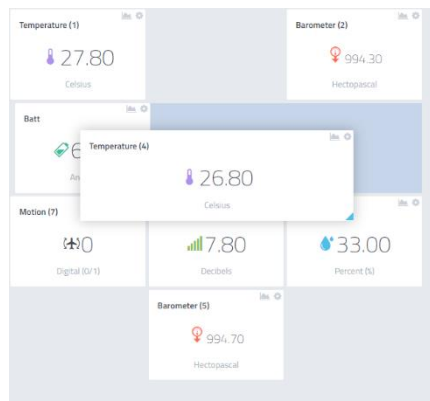 Temperature (1)
27.80
Celsius
Barometer (2)
994.30
Hectopascal
Batt
Temperature (4)
26.80
Celsius
Motion (7)
0
Digital (0/1)
7.80
Decibels
33.00
Percent (%)
Barometer (5)
994.70
Hectopascal